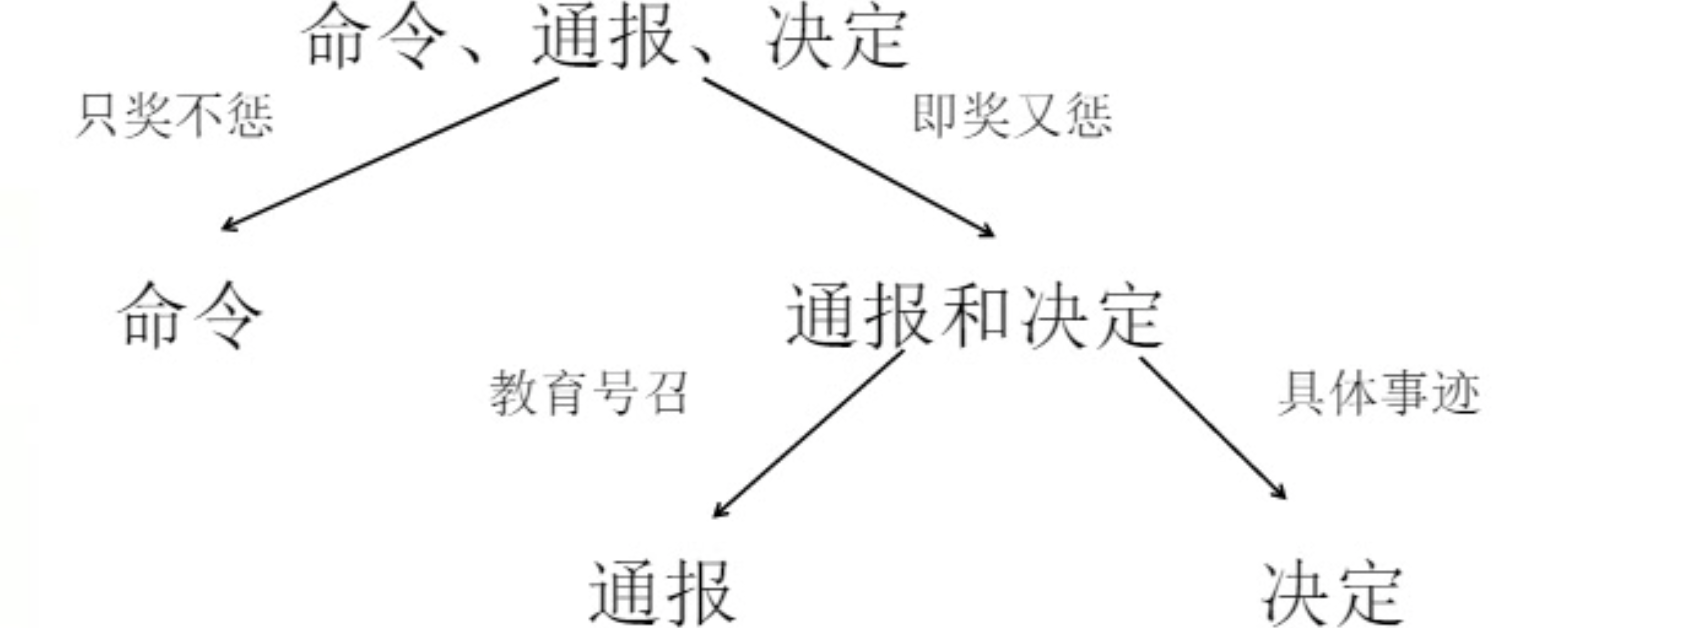 命令、通报、决定
只奖不惩
即奖又惩
命令
通报和决定
教育号召
具体事迹
通报
决定